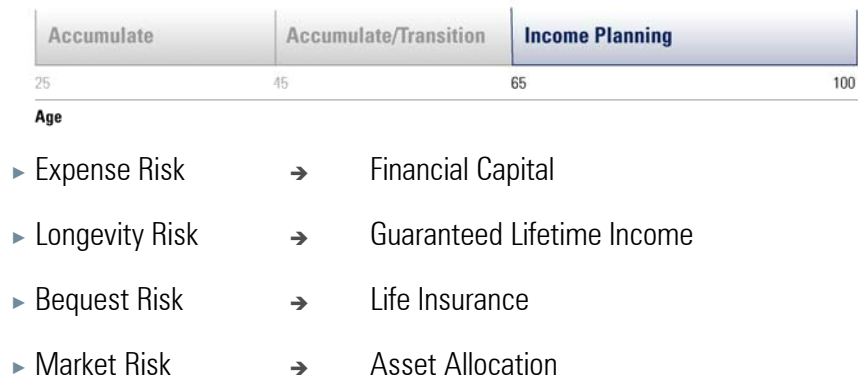 Accumulate Accumulate/Transition Income Planning
25 45 65 100
Age
► Expense Risk ➔ Financial Capital
► Longevity Risk ➔ Guaranteed Lifetime Income
► Bequest Risk ➔ Life Insurance
► Market Risk ➔ Asset Allocation